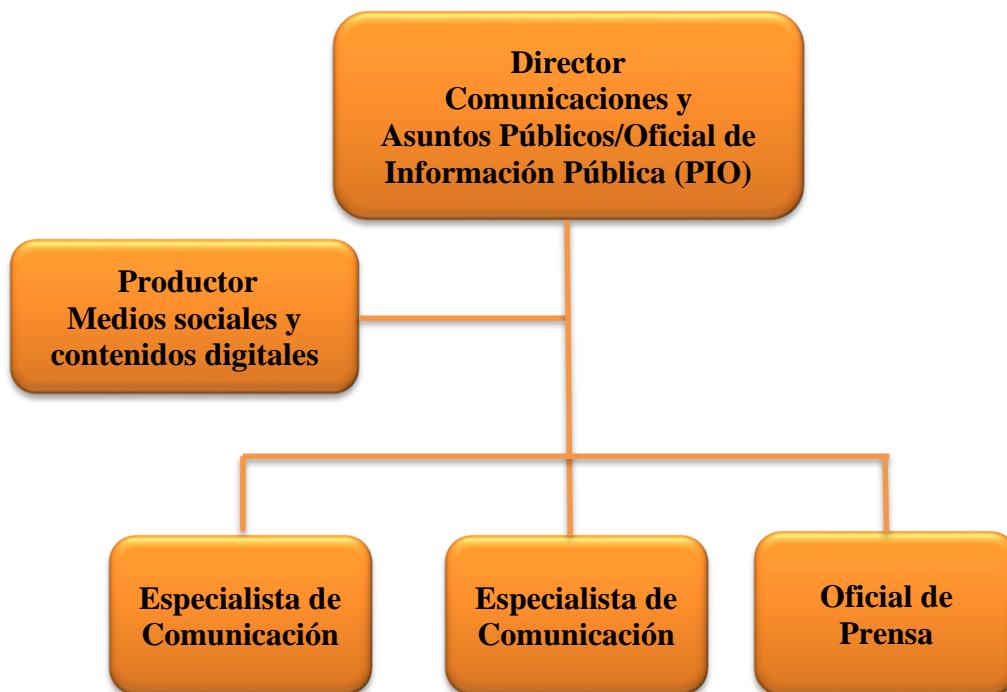 Director
Comunicaciones y
Asuntos Públicos/Oficial de
Información Pública (PIO)
Productor
Medios sociales y
contenidos digitales
Especialista de
Comunicación
Especialista de
Comunicación
Oficial de
Prensa